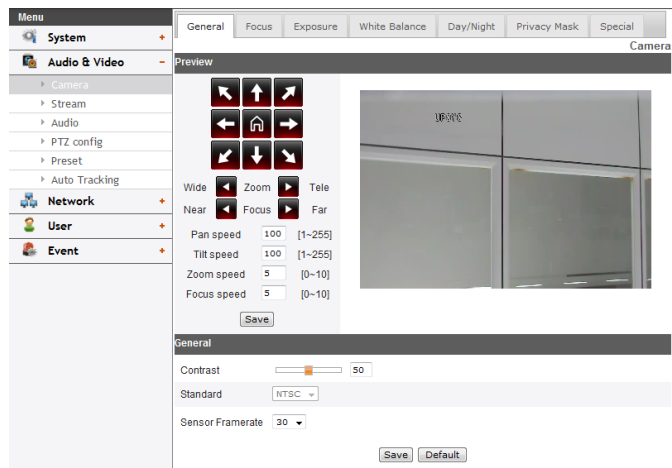 Menu
System +
Audio & Video -
Camera
Stream
Audio
PTZ config
Preset
Auto Tracking
Network +
User +
Event +
General Focus Exposure White Balance Day/Night Privacy Mask Special
Camera
Preview
Wide Zoom Tele
Near Focus Far
Pan speed 100 [1~255]
Tilt speed 100 [1~255]
Zoom speed 5 [0~10]
Focus speed 5 [0~10]
Save
General
Contrast 50
Standard NTSC
Sensor Framerate 30
Save Default